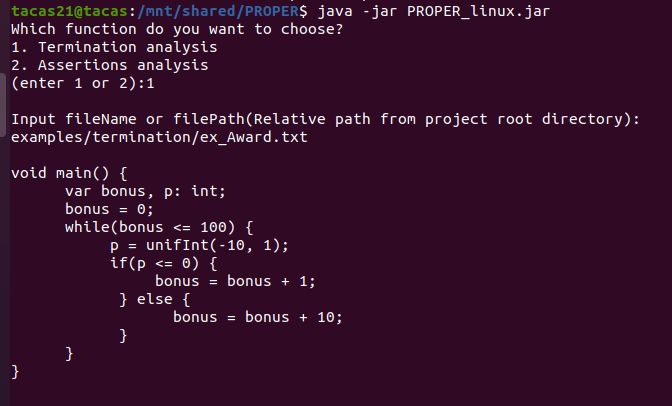 tacas21@tacas:/mnt/shared/PROPER$ java -jar PROPER_linux.jar
Which function do you want to choose?
1. Termination analysis
2. Assertions analysis
(enter 1 or 2):1
Input fileName or filePath(Relative path from project root directory):
examples/termination/ex_Award.txt
void main() {
var bonus, p: int;
bonus = 0;
while(bonus <= 100) {
p = unifInt(-10, 1);
if(p <= 0) {
bonus = bonus + 1;
} else {
bonus = bonus + 10;
}
}
}